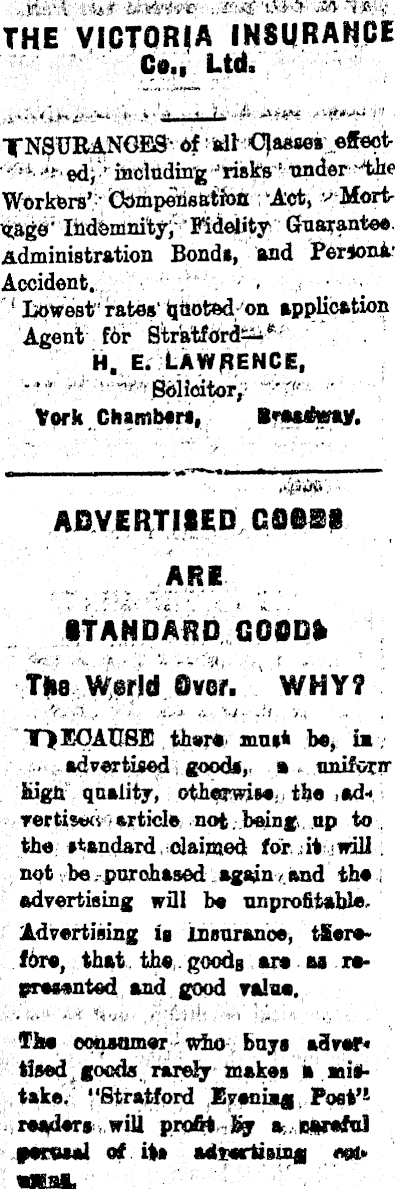 THE VICTORIA INSURANCE
Co., Ltd.
INSURANCES of all Classes effect-
ed, including risks under the
Workers' Compensation Act, Mort-
gage Indemnity, Fidelity Guarantee.
Administration Bonds, and Persona
Accident.
Lowest rates quoted on application
Agent for Stratford—
H. E. LAWRENCE,
Solicitor,
York Chambers, Broadway.
ADVERTISED GOODS
ARE
STANDARD GOODS
The World Over. WHY?
BECAUSE there must be, in
advertised goods, a uniform
high quality, otherwise, the ad-
vertised article not being up to
the standard claimed for it will
not be purchased again and the
advertising will be unprofitable.
Advertising is Insurance, there-
fore, that the goods are as re-
presented and good value.
The consumer who buys adver-
tised goods rarely makes a mis-
take. "Stratford Evening Post"
readers will profit by a careful
perusal of its advertising col-
umns.